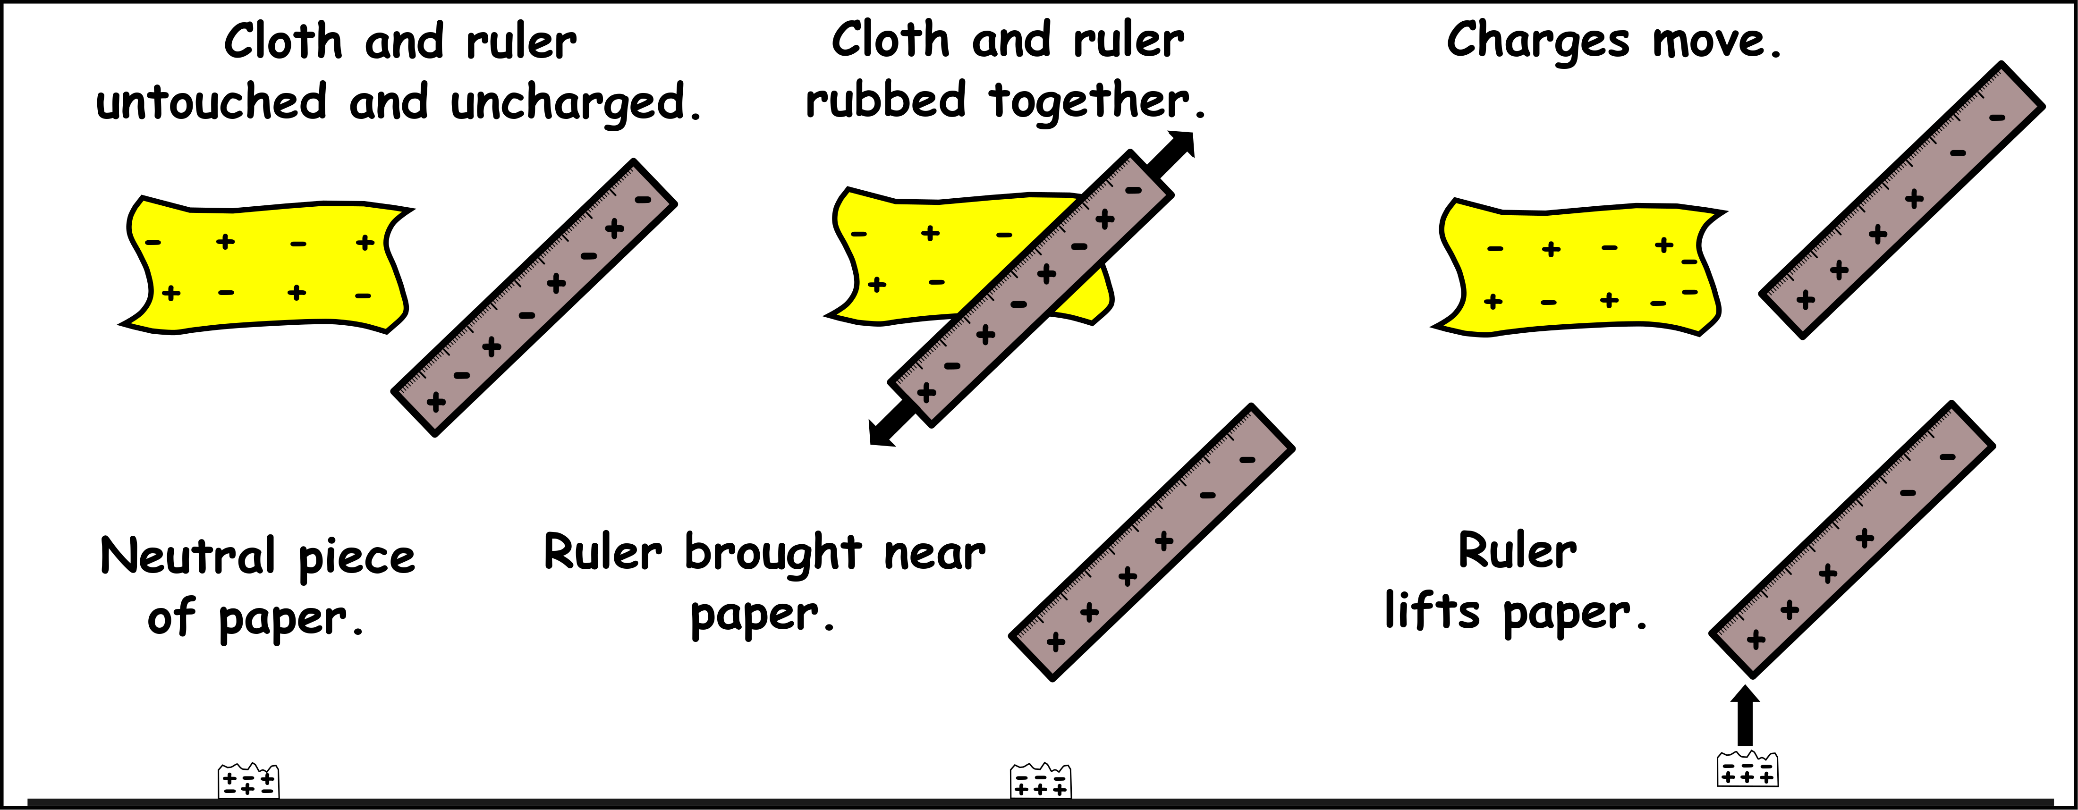 Cloth and ruler
untouched and uncharged.
Cloth and ruler
rubbed together.
Charges move.
Neutral piece
of paper.
Ruler brought near
paper.
Ruler
lifts paper.